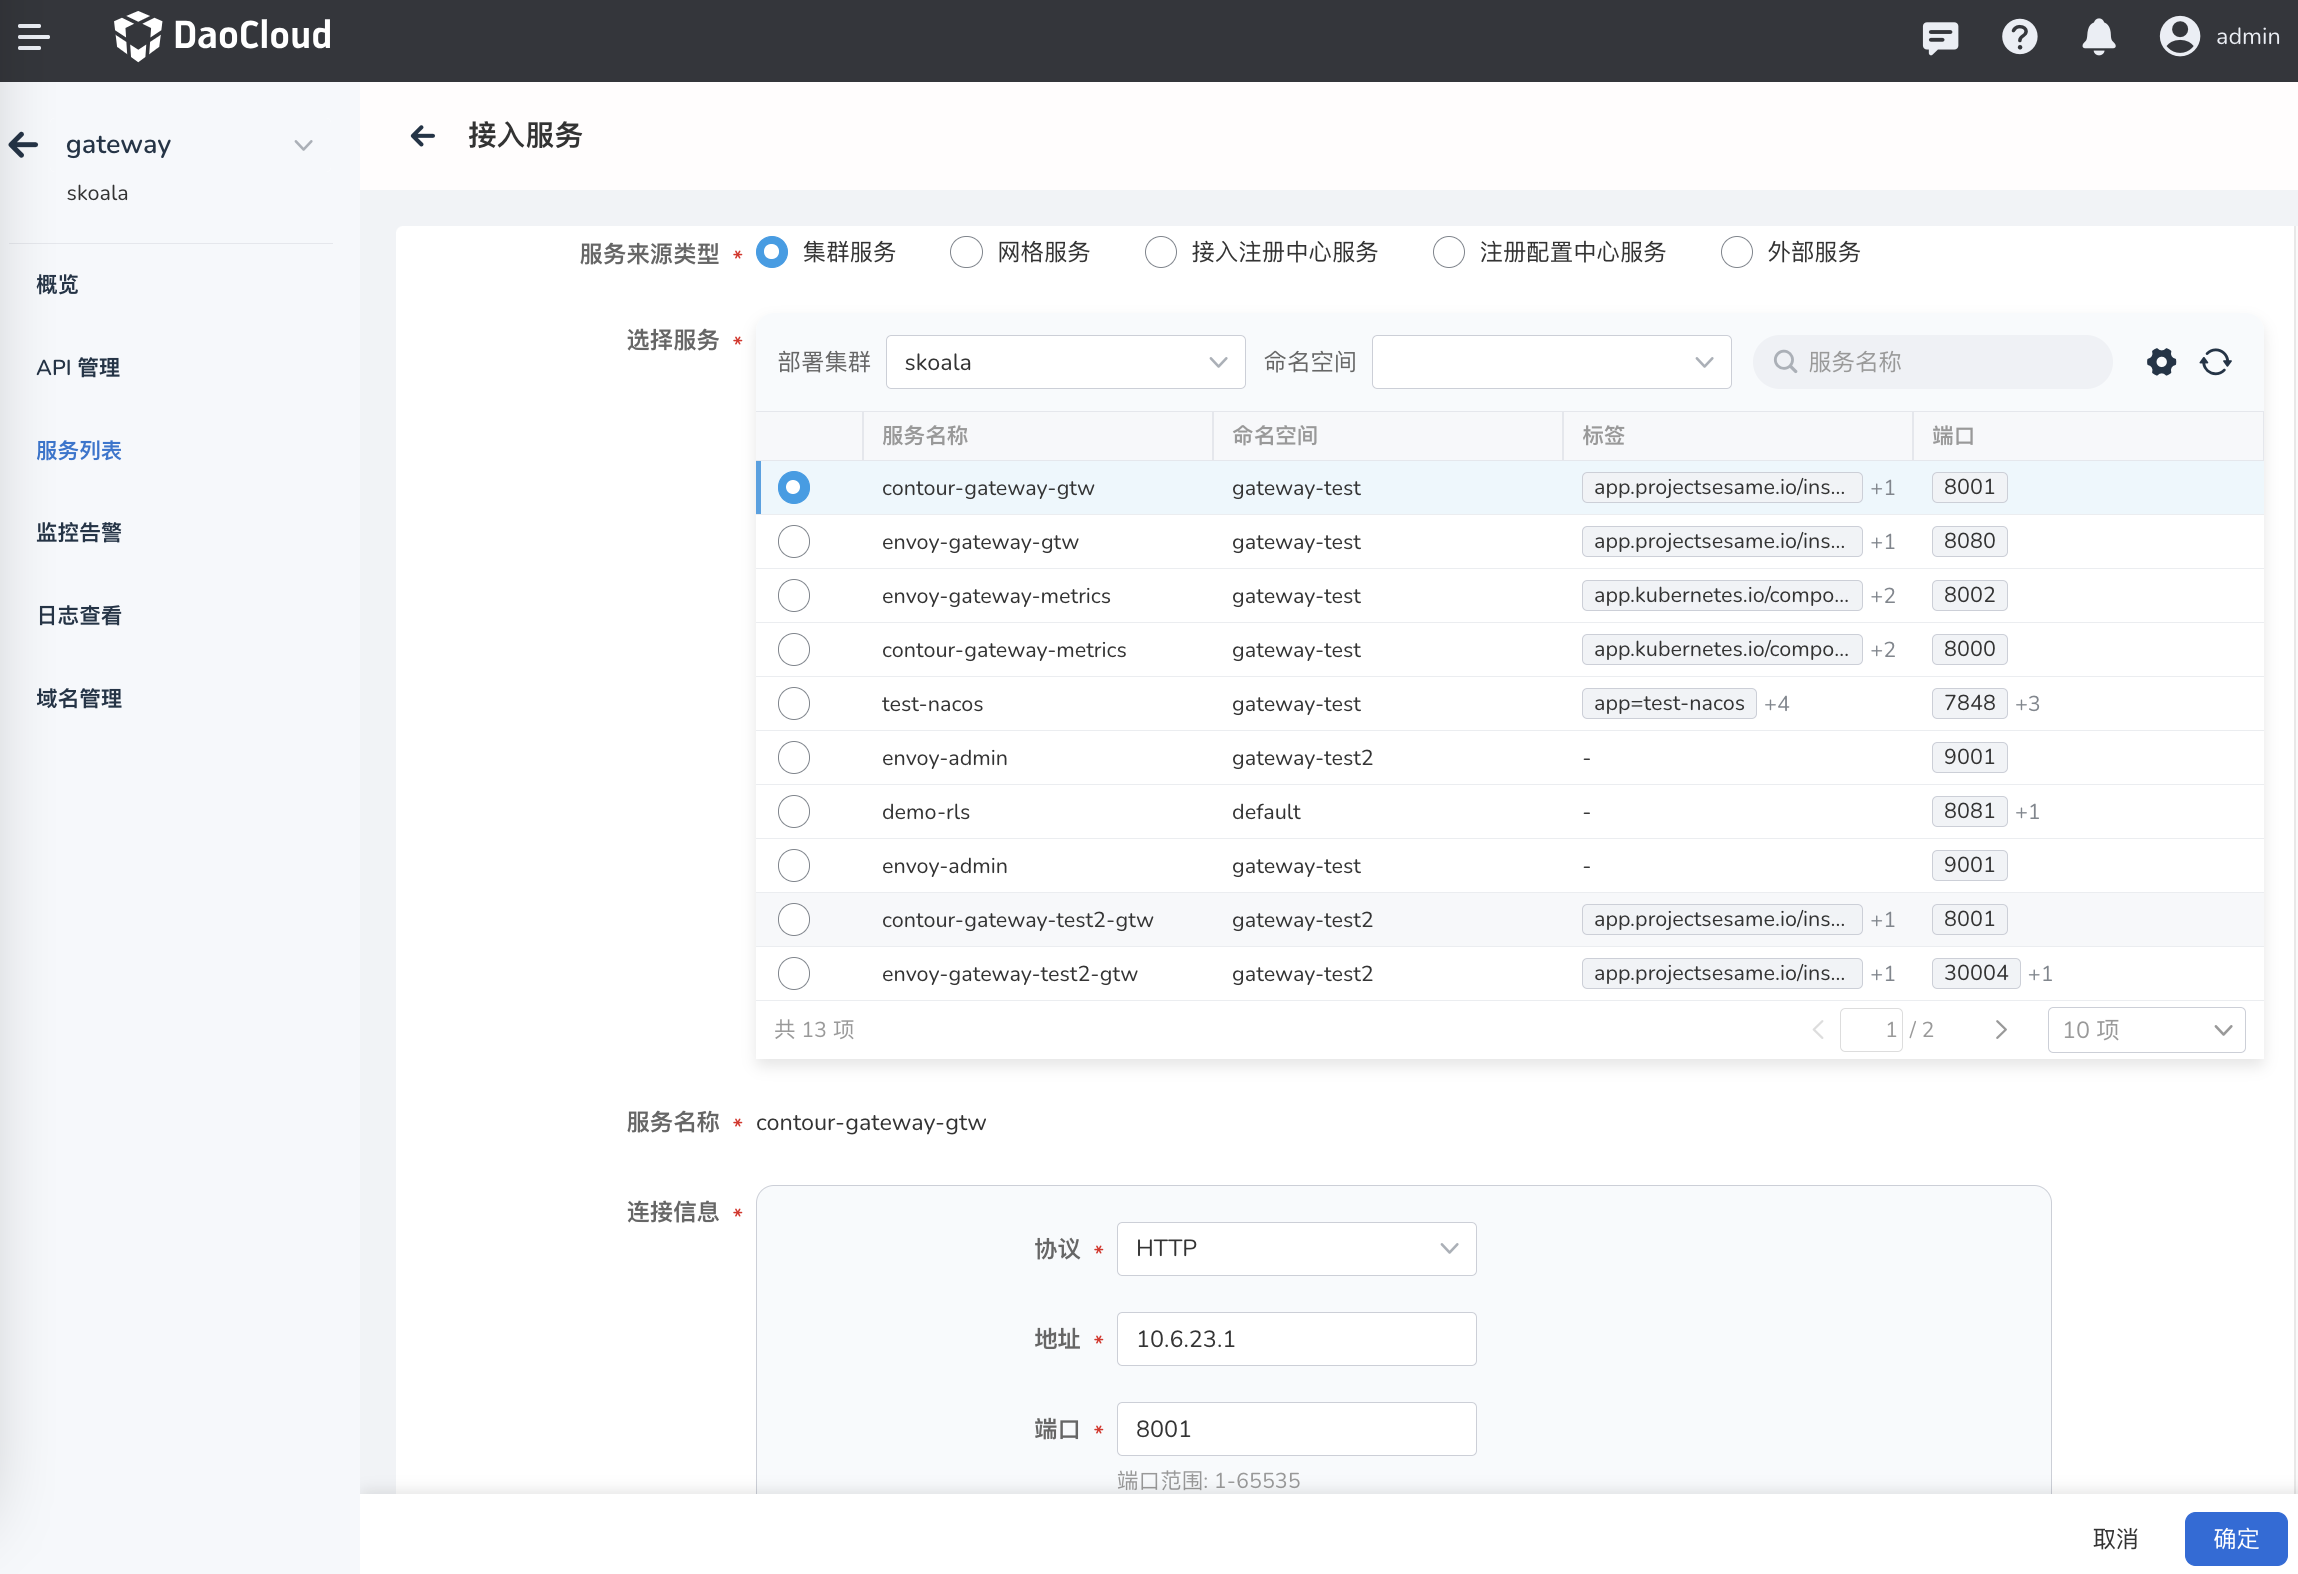 DaoCloud
admin
gateway
skoala
概览
API 管理
服务列表
监控告警
日志查看
域名管理
接入服务
服务来源类型 * 集群服务 网格服务 接入注册中心服务 注册配置中心服务 外部服务
选择服务 * 部署集群 skoala 命名空间 服务名称
服务名称 命名空间 标签 端口
contour-gateway-gtw gateway-test app.projectsesame.io/ins... +1 8001
envoy-gateway-gtw gateway-test app.projectsesame.io/ins... +1 8080
envoy-gateway-metrics gateway-test app.kubernetes.io/compo... +2 8002
contour-gateway-metrics gateway-test app.kubernetes.io/compo... +2 8000
test-nacos gateway-test app=test-nacos +4 7848 +3
envoy-admin gateway-test2 - 9001
demo-rls default - 8081 +1
envoy-admin gateway-test - 9001
contour-gateway-test2-gtw gateway-test2 app.projectsesame.io/ins... +1 8001
envoy-gateway-test2-gtw gateway-test2 app.projectsesame.io/ins... +1 30004 +1
共 13 项 1 / 2 10 项
服务名称 * contour-gateway-gtw
连接信息 *
协议 * HTTP
地址 * 10.6.23.1
端口 * 8001
端口范围: 1-65535
取消 确定